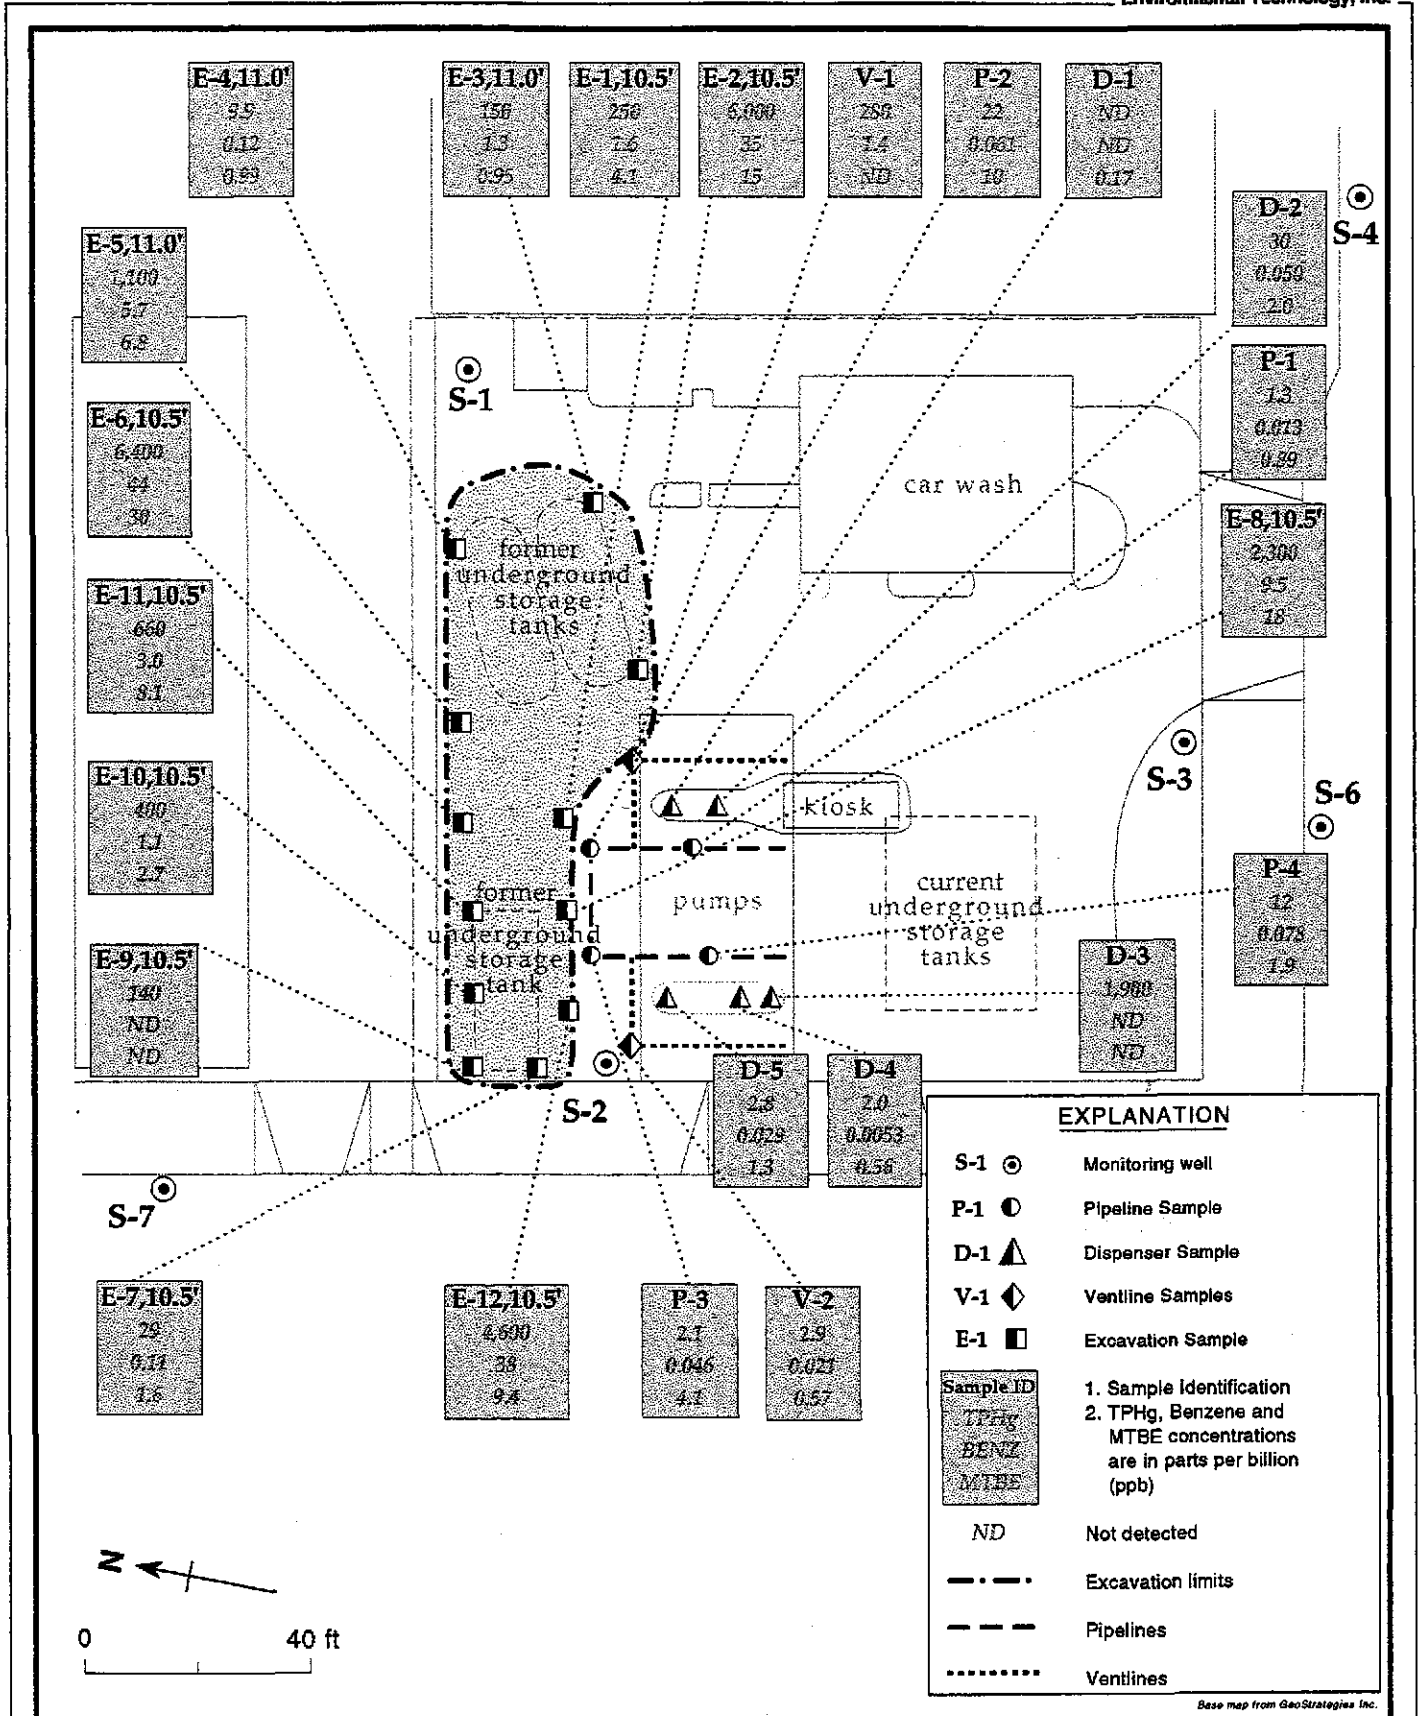 Environmental Technology, Inc.
E-4,11.0'
9.9
0.12
0.99
E-3,11.0'
156
1.3
0.95
E-1,10.5'
256
1.6
4.1
E-2,10.5'
6,000
35
15
V-1
286
1.4
ND
P-2
22
0.061
10
D-1
ND
ND
0.17
D-2
30
0.059
2.0
S-4
E-5,11.0'
1,100
5.7
6.8
P-1
1.3
0.013
0.89
S-1
E-6,10.5'
6,400
44
30
car wash
E-8,10.5'
2,300
9.5
18
former
underground
storage
tanks
E-11,10.5'
660
3.0
8.1
S-3
S-6
E-10,10.5'
400
1.1
2.7
kiosk
pumps
current
underground
storage
tanks
former
underground
storage
tank
P-4
12
0.078
1.9
E-9,10.5'
140
ND
ND
D-3
ND
ND
S-2
D-5
2.8
0.029
1.3
D-4
2.0
0.0053
0.56
S-7
E-7,10.5'
29
0.11
1.6
E-12,10.5'
38
9.4
P-3
2.1
0.046
4.1
V-2
2.9
0.021
0.57
EXPLANATION
S-1 Monitoring well
P-1 Pipeline Sample
D-1 Dispenser Sample
V-1 Ventline Samples
E-1 Excavation Sample
Sample ID
TPHg
BENZ
MTBE
1. Sample identification
2. TPHg, Benzene and
MTBE concentrations
are in parts per billion
(ppb)
ND Not detected
Excavation limits
Pipelines
Ventlines
N
0 40 ft
Base map from GeoStrategies Inc.